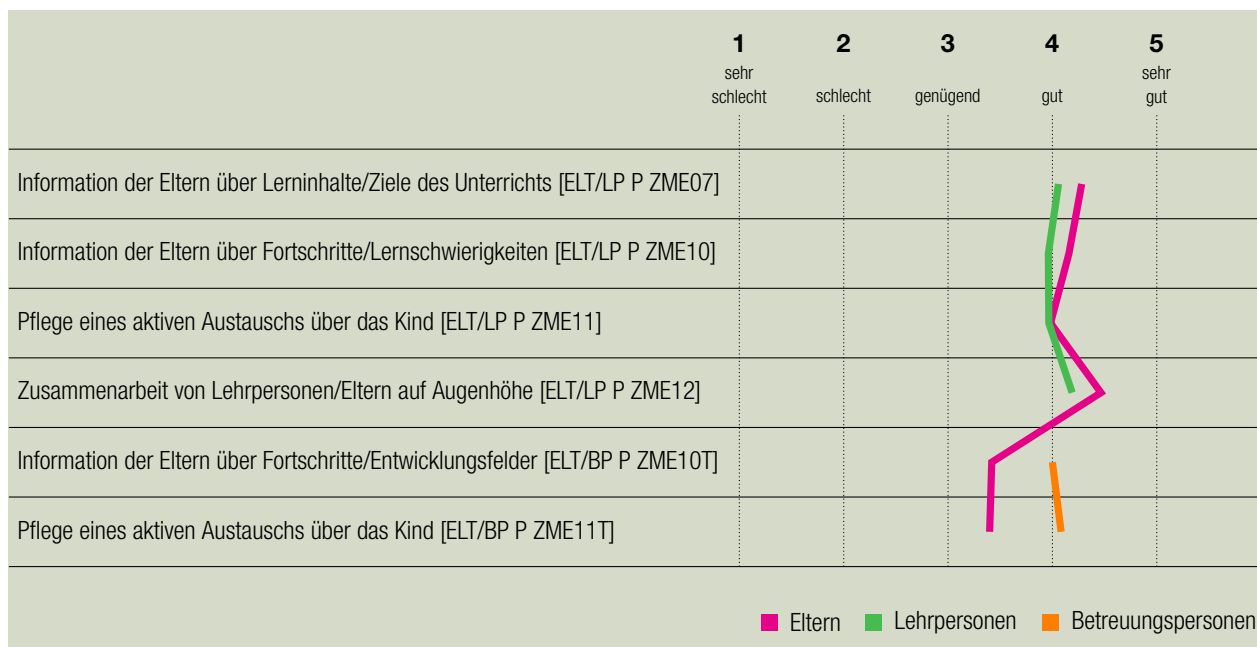 1 2 3 4 5
sehr schlecht schlecht genügend gut sehr gut
Information der Eltern über Lerninhalte/Ziele des Unterrichts [ELT/LP P ZME07]
Information der Eltern über Fortschritte/Lernschwierigkeiten [ELT/LP P ZME10]
Pflege eines aktiven Austauschs über das Kind [ELT/LP P ZME11]
Zusammenarbeit von Lehrpersonen/Eltern auf Augenhöhe [ELT/LP P ZME12]
Information der Eltern über Fortschritte/Entwicklungsfelder [ELT/BP P ZME10T]
Pflege eines aktiven Austauschs über das Kind [ELT/BP P ZME11T]
Eltern Lehrpersonen Betreuungspersonen